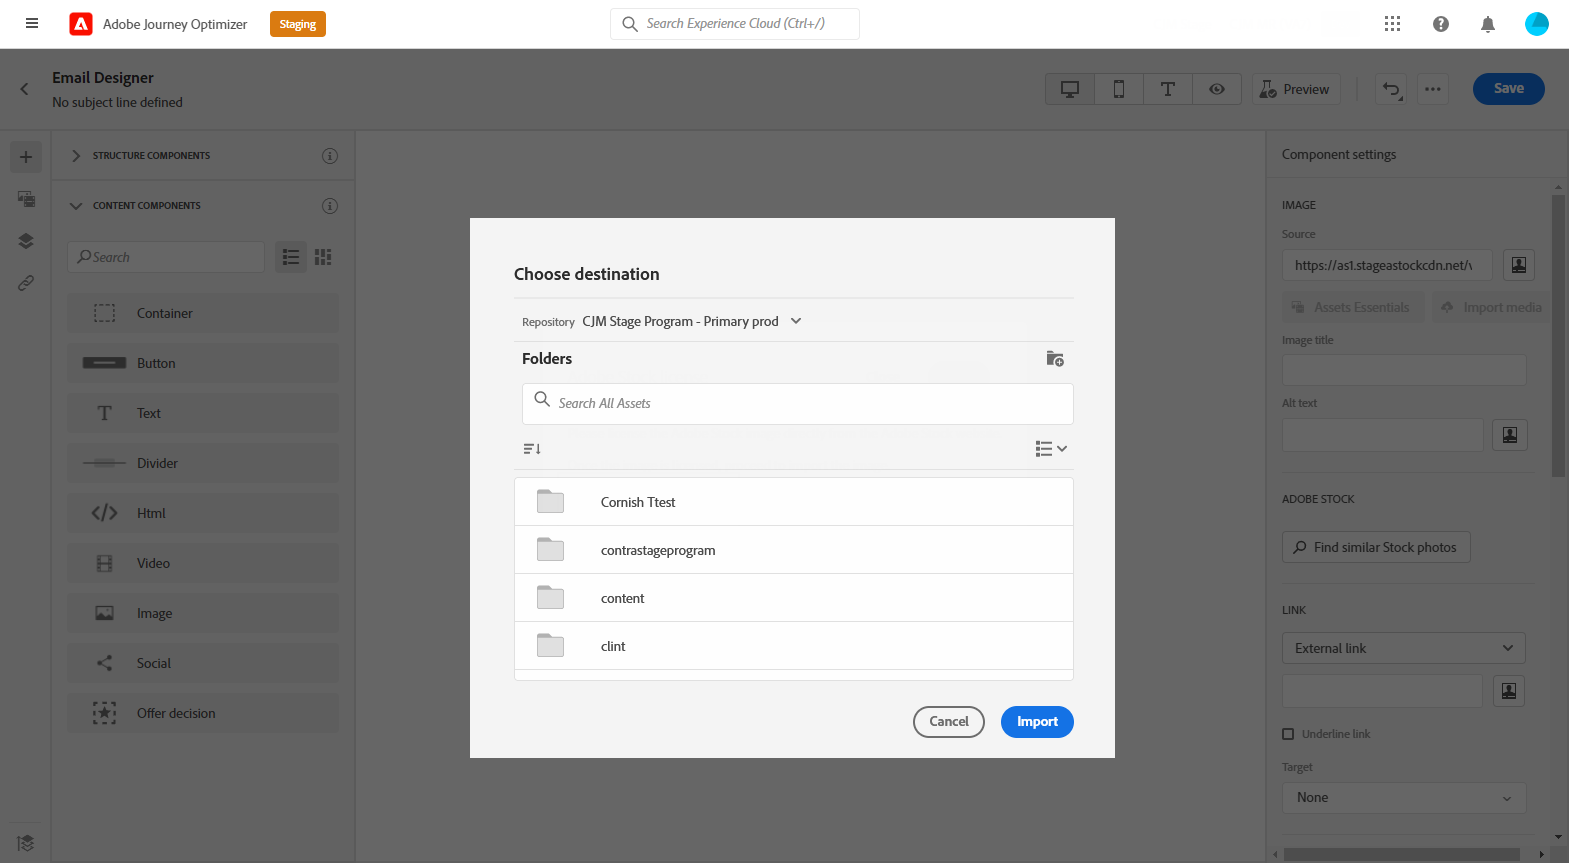 Adobe Journey Optimizer
Staging
Search Experience Cloud (Ctrl+/)
Email Designer
No subject line defined
Preview
Save
STRUCTURE COMPONENTS
CONTENT COMPONENTS
Search
Container
Button
Text
Divider
Html
Video
Image
Social
Offer decision
Choose destination
Repository CJM Stage Program - Primary prod
Folders
Search All Assets
Cornish Ttest
contrastageprogram
content
clint
Cancel
Import
Component settings
IMAGE
Source
https://as1.stageastockcdn.net/
Assets Essentials
Import media
Image title
Alt text
ADOBE STOCK
Find similar Stock photos
LINK
External link
Underline link
Target
None